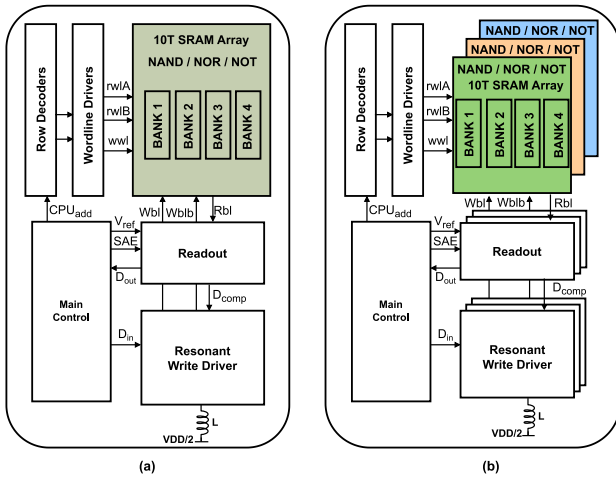 Row Decoders
Wordline Drivers
rwlA
rwlB
wwl
10T SRAM Array
NAND / NOR / NOT
BANK 1
BANK 2
BANK 3
BANK 4
CPUadd
Wbl
Wblb
Rbl
Main
Control
Vref
SAE
Dout
Readout
Dcomp
Din
Resonant
Write Driver
L
VDD/2
(a)
Row Decoders
Wordline Drivers
rwlA
rwlB
wwl
NAND / NOR / NOT
NAND / NOR / NOT
NAND / NOR / NOT
10T SRAM Array
BANK 1
BANK 2
BANK 3
BANK 4
CPUadd
Wbl
Wblb
Rbl
Main
Control
Vref
SAE
Dout
Readout
Dcomp
Din
Resonant
Write Driver
L
VDD/2
(b)